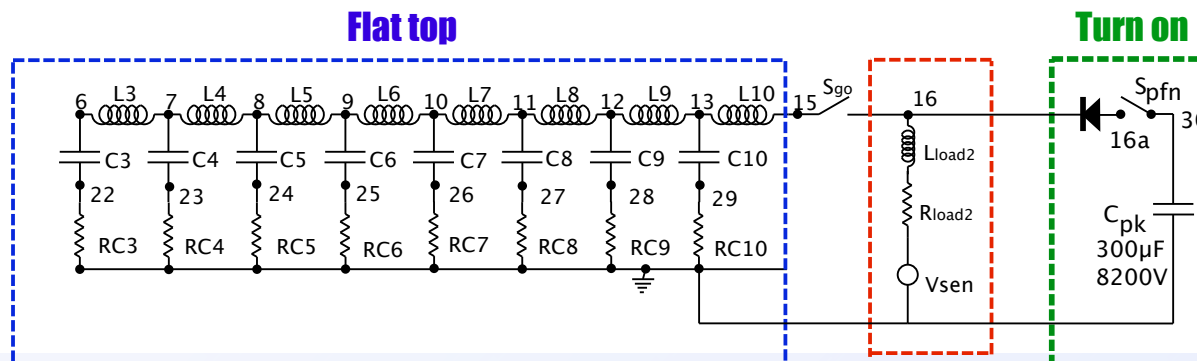 Flat top
Turn on
6 L3 7 L4 8 L5 9 L6 10 L7 11 L8 12 L9 13 L10 15 Sgo 16 Spfn
16a
C3 C4 C5 C6 C7 C8 C9 C10 Lload2
22 23 24 25 26 27 28 29
Rload2
Cpk
RC3 RC4 RC5 RC6 RC7 RC8 RC9 RC10
300µF
8200V
Vsen